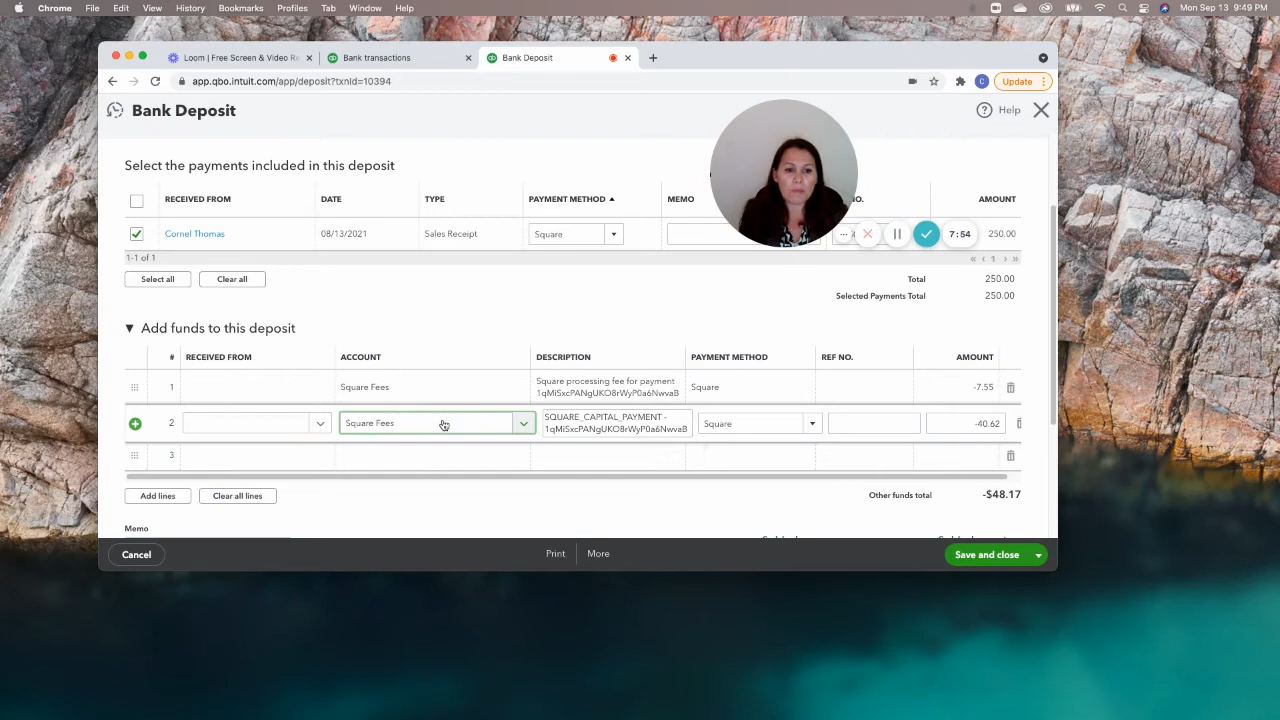 Chrome File Edit View History Bookmarks Profiles Tab Window Help Mon Sep 13 9:49 PM
Loom | Free Screen & Video Re Bank transactions Bank Deposit
app.qbo.intuit.com/app/deposit?txnId=10394 C Update
Bank Deposit Help
Select the payments included in this deposit
RECEIVED FROM DATE TYPE PAYMENT METHOD MEMO O. AMOUNT
Cornel Thomas 08/13/2021 Sales Receipt Square 7:54 250.00
1-1 of 1 1
Select all Clear all Total 250.00
Selected Payments Total 250.00
Add funds to this deposit
# RECEIVED FROM ACCOUNT DESCRIPTION PAYMENT METHOD REF NO. AMOUNT
1 Square Fees Square processing fee for payment 1qMiSxcPANgUKO8rWyP0a6NwvaB Square -7.55
2 Square Fees SQUARE_CAPITAL_PAYMENT - 1qMiSxcPANgUKO8rWyP0a6NwvaB Square -40.62
3
Add lines Clear all lines Other funds total -$48.17
Memo
Cancel Print More Save and close